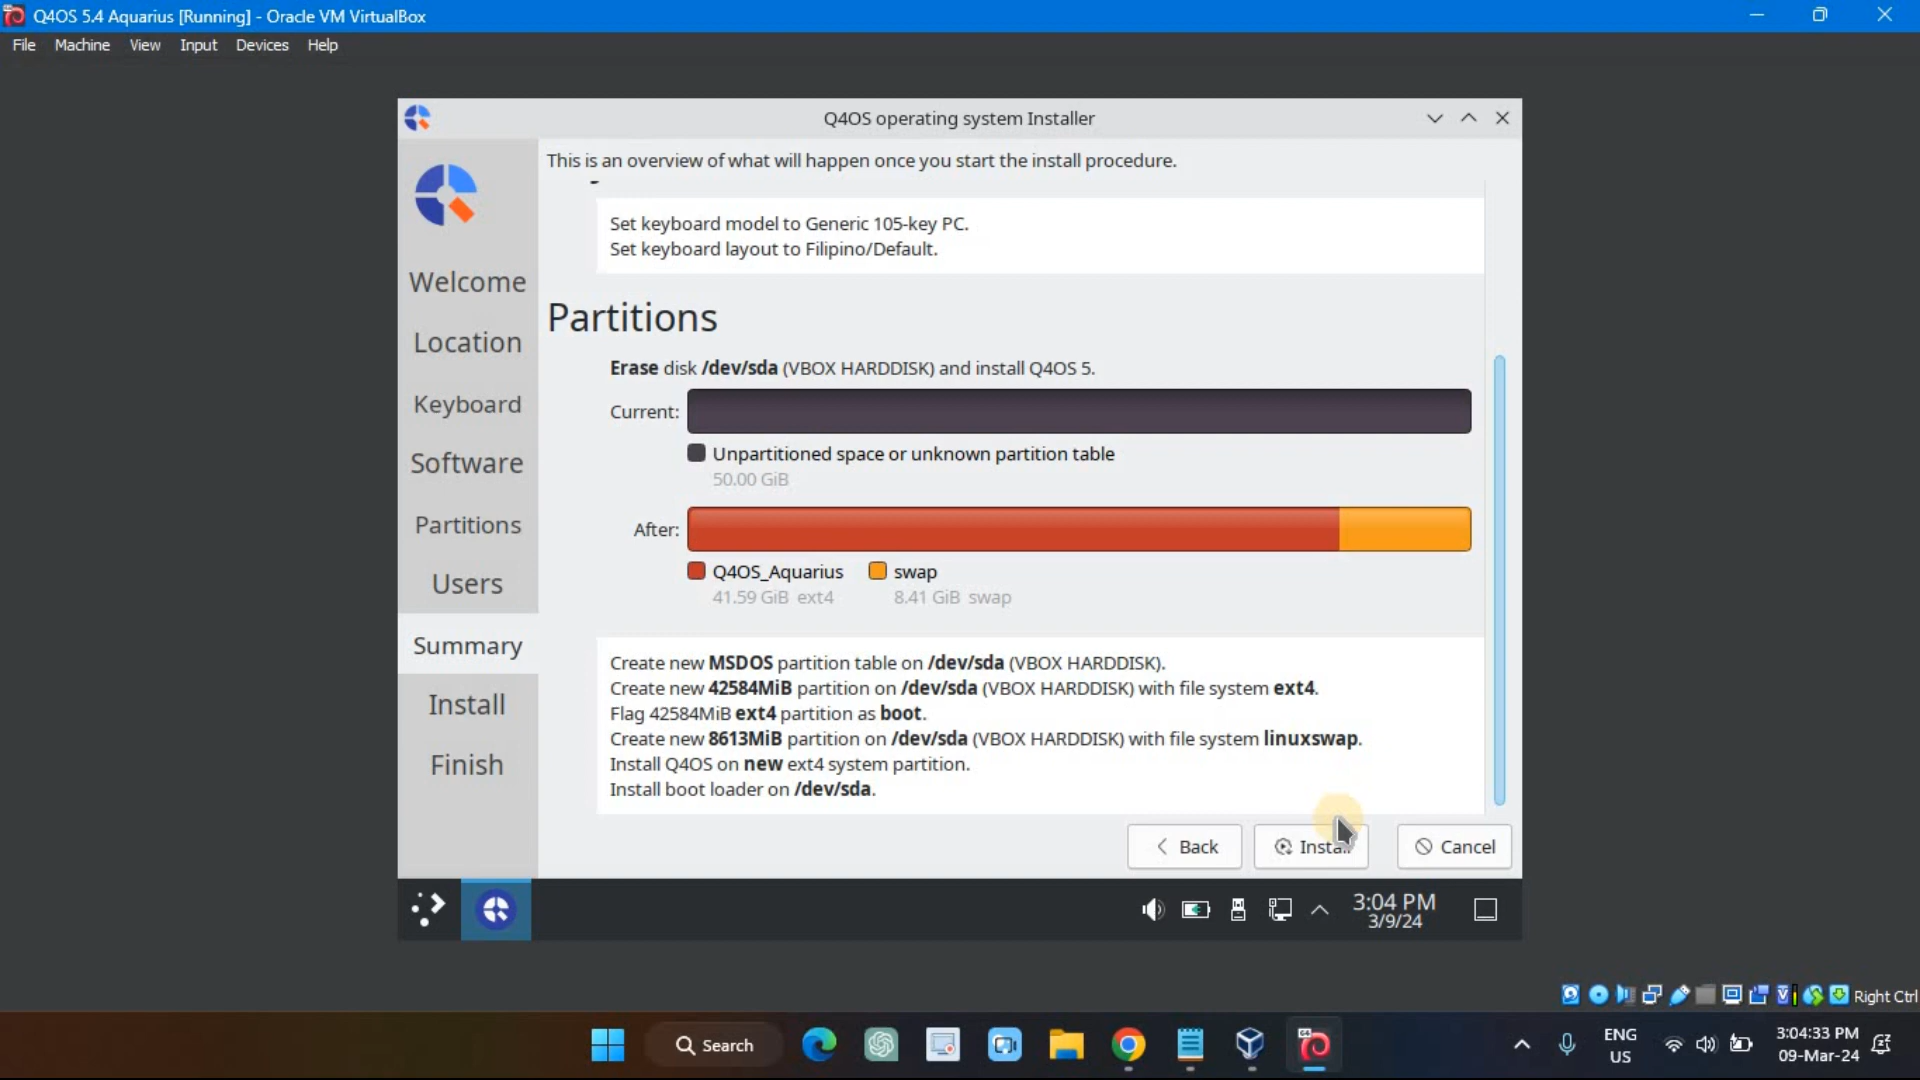 Q4OS 5.4 Aquarius [Running] - Oracle VM VirtualBox
File Machine View Input Devices Help
Q4OS operating system Installer
This is an overview of what will happen once you start the install procedure.
Set keyboard model to Generic 105-key PC.
Set keyboard layout to Filipino/Default.
Welcome
Location
Keyboard
Software
Partitions
Users
Summary
Install
Finish
Partitions
Erase disk /dev/sda (VBOX HARDDISK) and install Q4OS 5.
Current:
Unpartitioned space or unknown partition table
50.00 GiB
After:
Q4OS_Aquarius swap
41.59 GiB ext4 8.41 GiB swap
Create new MSDOS partition table on /dev/sda (VBOX HARDDISK).
Create new 42584MiB partition on /dev/sda (VBOX HARDDISK) with file system ext4.
Flag 42584MiB ext4 partition as boot.
Create new 8613MiB partition on /dev/sda (VBOX HARDDISK) with file system linuxswap.
Install Q4OS on new ext4 system partition.
Install boot loader on /dev/sda.
Back Install Cancel
3:04 PM
3/9/24
Right Ctrl
Search
ENG
US
3:04:33 PM
09-Mar-24